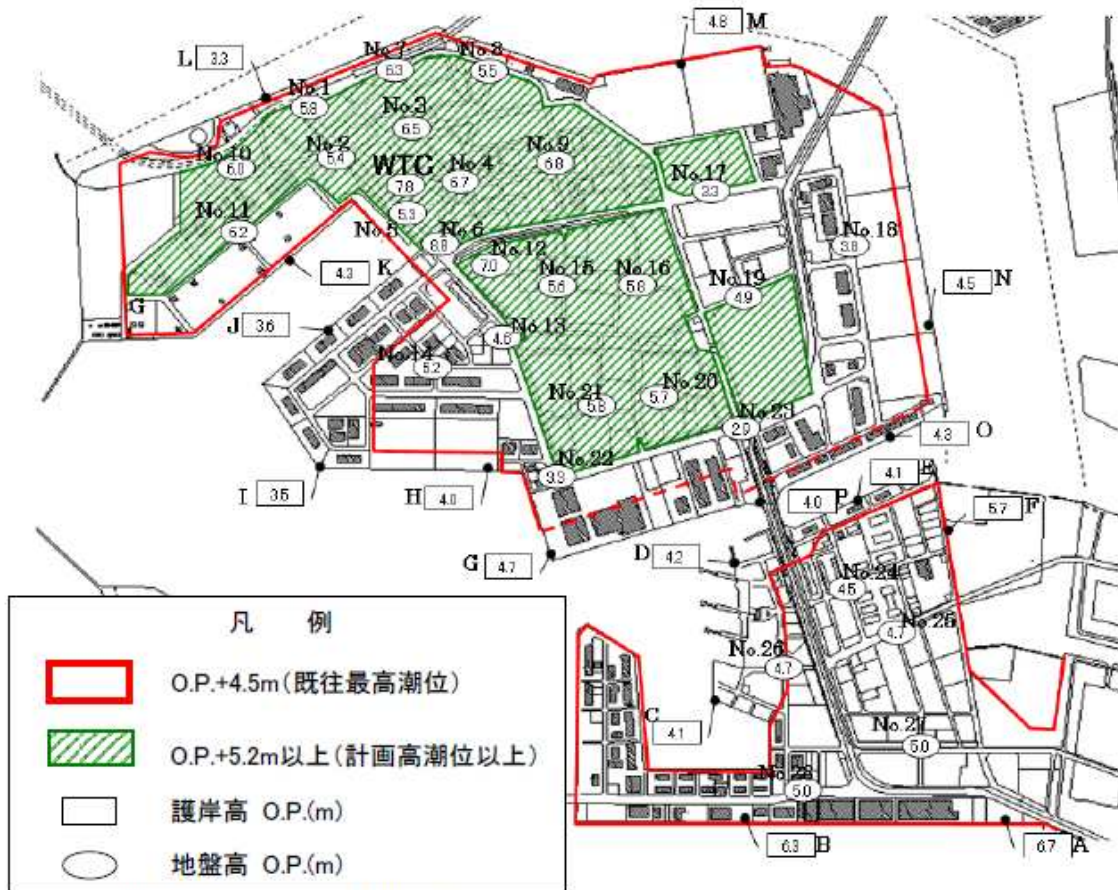 M 4.8
L 3.3
No.7 6.3
No.8 5.5
No.1 5.8
No.3 6.5
No.2 5.4
No.10 6.0
WTC 7.8
No.4 6.7
No.9 6.8
No.17 3.3
No.11 6.2
No.5 5.3
No.6 8.8
No.12 7.0
No.15 5.6
No.16 5.8
No.18 3.8
No.19 4.9
K 4.3
N 4.5
G
J 3.6
No.13 4.6
No.14 5.2
No.21 5.8
No.20 5.7
No.23 2.9
O 4.3
No.22 3.3
I 3.5
H 4.0
P 4.0
E 4.1
F 5.7
G 4.7
D 4.2
No.24 4.5
No.25 4.7
No.26 4.7
C 4.1
No.27 5.0
No.28 5.0
B 6.3
A 6.7
凡 例
O.P.+4.5m(既往最高潮位)
O.P.+5.2m以上(計画高潮位以上)
護岸高 O.P.(m)
地盤高 O.P.(m)